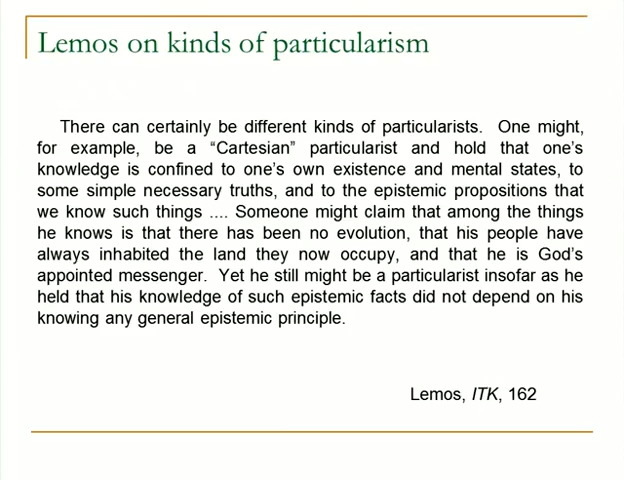 Lemos on kinds of particularism
There can certainly be different kinds of particularists. One might,
for example, be a “Cartesian” particularist and hold that one’s
knowledge is confined to one’s own existence and mental states, to
some simple necessary truths, and to the epistemic propositions that
we know such things .... Someone might claim that among the things
he knows is that there has been no evolution, that his people have
always inhabited the land they now occupy, and that he is God’s
appointed messenger. Yet he still might be a particularist insofar as he
held that his knowledge of such epistemic facts did not depend on his
knowing any general epistemic principle.
Lemos, ITK, 162